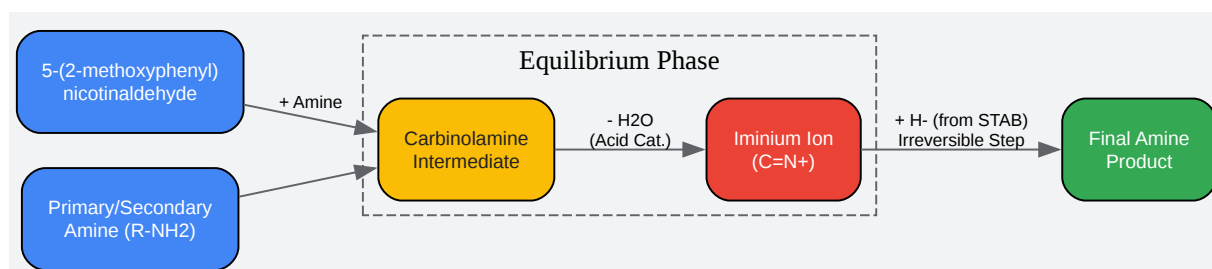 5-(2-methoxyphenyl)
nicotinaldehyde
Primary/Secondary
Amine (R-NH2)
+ Amine
Equilibrium Phase
Carbinolamine
Intermediate
- H2O
(Acid Cat.)
Iminium Ion
(C=N+)
+ H- (from STAB)
Irreversible Step
Final Amine
Product